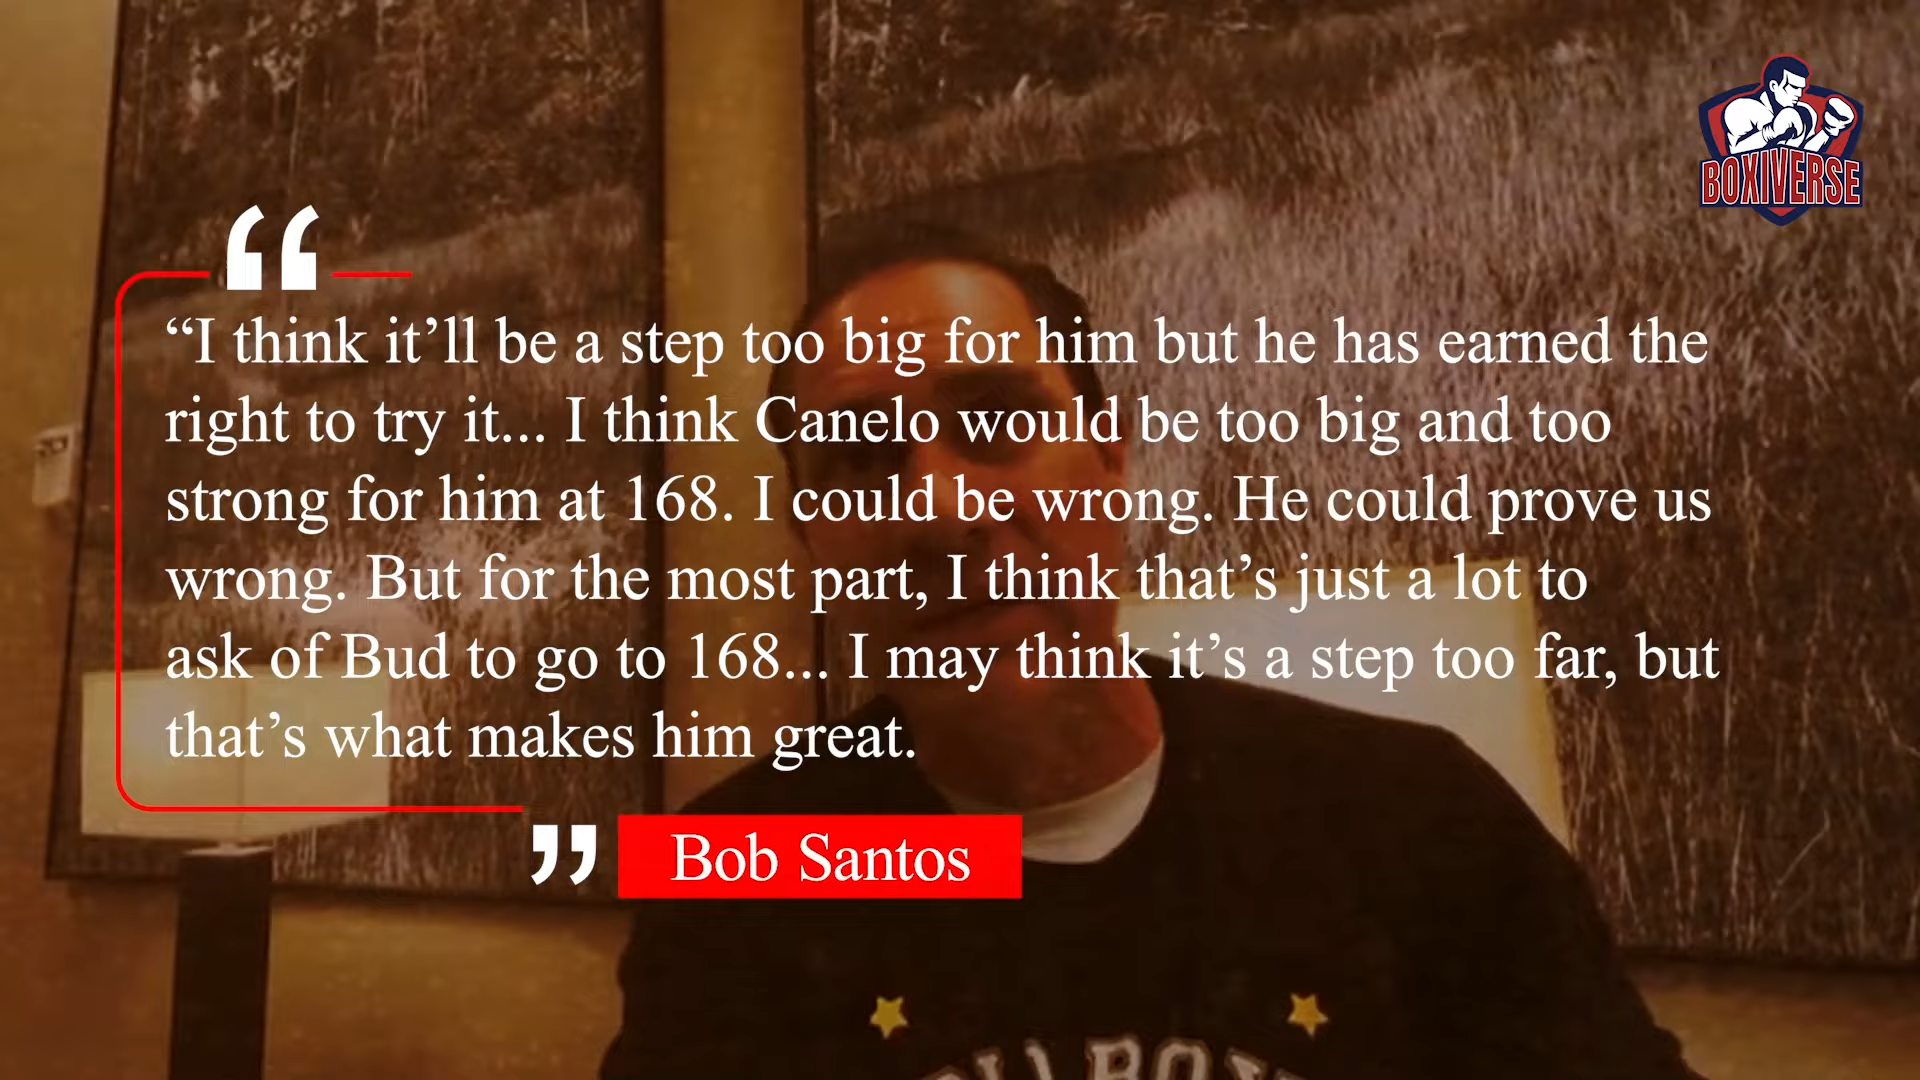 BOXIVERSE
“I think it’ll be a step too big for him but he has earned the
right to try it... I think Canelo would be too big and too
strong for him at 168. I could be wrong. He could prove us
wrong. But for the most part, I think that’s just a lot to
ask of Bud to go to 168... I may think it’s a step too far, but
that’s what makes him great.
Bob Santos